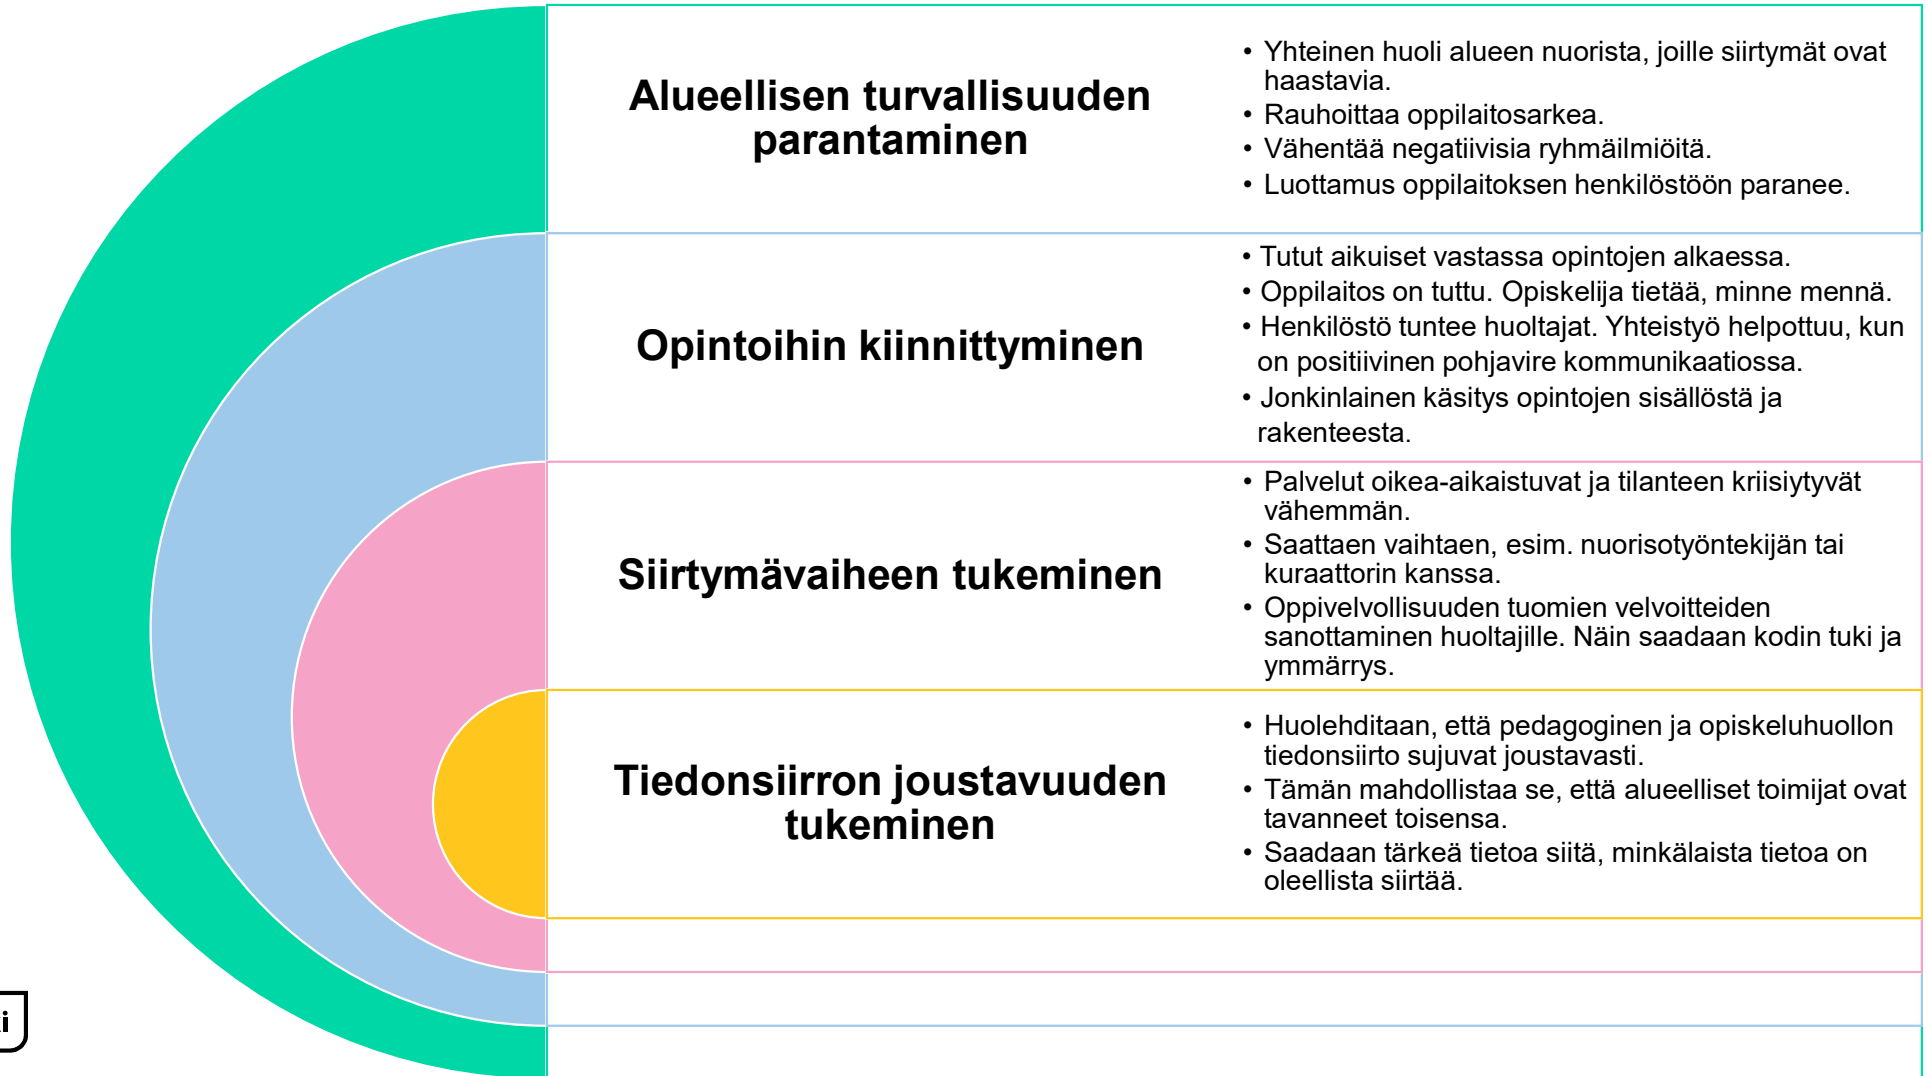 Alueellisen turvallisuuden
parantaminen
• Yhteinen huoli alueen nuorista, joille siirtymät ovat
haastavia.
• Rauhoittaa oppilaitosarkea.
• Vähentää negatiivisia ryhmäilmiöitä.
• Luottamus oppilaitoksen henkilöstöön paranee.
Opintoihin kiinnittyminen
• Tutut aikuiset vastassa opintojen alkaessa.
• Oppilaitos on tuttu. Opiskelija tietää, minne mennä.
• Henkilöstö tuntee huoltajat. Yhteistyö helpottuu, kun
on positiivinen pohjavire kommunikaatiossa.
• Jonkinlainen käsitys opintojen sisällöstä ja
rakenteesta.
Siirtymävaiheen tukeminen
• Palvelut oikea-aikaistuvat ja tilanteen kriisiytyvät
vähemmän.
• Saattaen vaihtaen, esim. nuorisotyöntekijän tai
kuraattorin kanssa.
• Oppivelvollisuuden tuomien velvoitteiden
sanottaminen huoltajille. Näin saadaan kodin tuki ja
ymmärrys.
Tiedonsiirron joustavuuden
tukeminen
• Huolehditaan, että pedagoginen ja opiskeluhuollon
tiedonsiirto sujuvat joustavasti.
• Tämän mahdollistaa se, että alueelliset toimijat ovat
tavanneet toisensa.
• Saadaan tärkeä tietoa siitä, minkälaista tietoa on
oleellista siirtää.